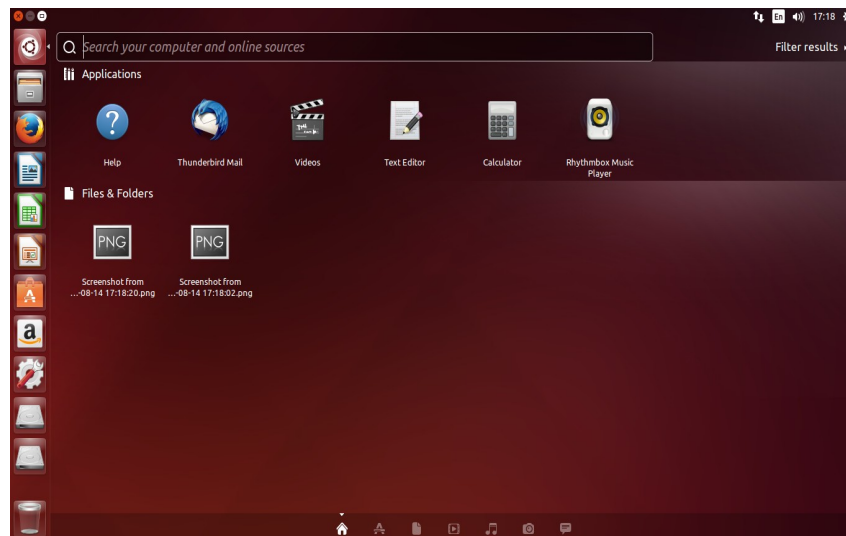 En 17:18
Search your computer and online sources
Filter results
Applications
?
Help
Thunderbird Mail
Videos
Text Editor
Calculator
Rhythmbox Music
Player
Files & Folders
PNG
PNG
Screenshot from
...-08-14 17:18:20.png
Screenshot from
...-08-14 17:18:02.png
A
a